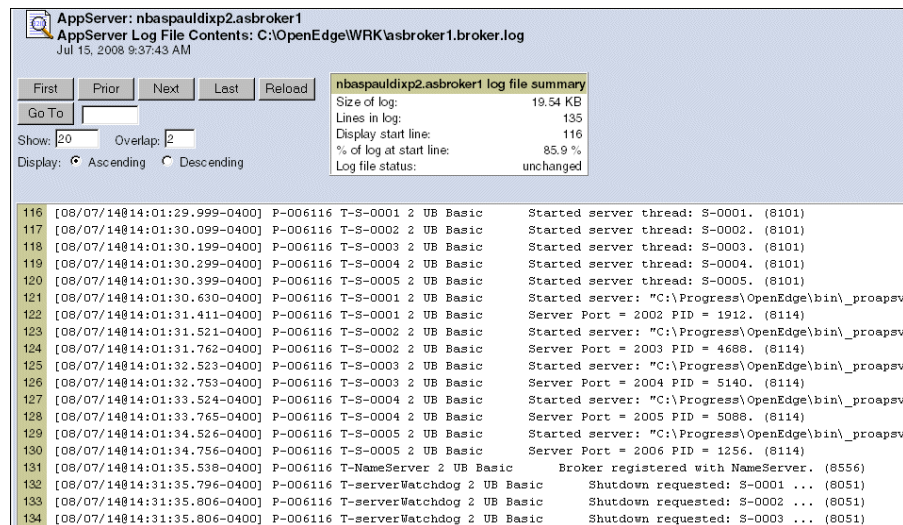 AppServer: nbaspauldixp2.asbroker1
AppServer Log File Contents: C:\OpenEdge\WRK\asbroker1.broker.log
Jul 15, 2008 9:37:43 AM
First Prior Next Last Reload
Go To
Show: 20 Overlap: 2
Display: Ascending Descending
nbaspauldixp2.asbroker1 log file summary
Size of log: 19.54 KB
Lines in log: 135
Display start line: 116
% of log at start line: 85.9 %
Log file status: unchanged
116 [08/07/14@14:01:29.999-0400] P-006116 T-S-0001 2 UB Basic Started server thread: S-0001. (8101)
117 [08/07/14@14:01:30.099-0400] P-006116 T-S-0002 2 UB Basic Started server thread: S-0002. (8101)
118 [08/07/14@14:01:30.199-0400] P-006116 T-S-0003 2 UB Basic Started server thread: S-0003. (8101)
119 [08/07/14@14:01:30.299-0400] P-006116 T-S-0004 2 UB Basic Started server thread: S-0004. (8101)
120 [08/07/14@14:01:30.399-0400] P-006116 T-S-0005 2 UB Basic Started server thread: S-0005. (8101)
121 [08/07/14@14:01:30.630-0400] P-006116 T-S-0001 2 UB Basic Started server: "C:\Progress\OpenEdge\bin\_proapsv
122 [08/07/14@14:01:31.411-0400] P-006116 T-S-0001 2 UB Basic Server Port = 2002 PID = 1912. (8114)
123 [08/07/14@14:01:31.521-0400] P-006116 T-S-0002 2 UB Basic Started server: "C:\Progress\OpenEdge\bin\_proapsv
124 [08/07/14@14:01:31.762-0400] P-006116 T-S-0002 2 UB Basic Server Port = 2003 PID = 4688. (8114)
125 [08/07/14@14:01:32.523-0400] P-006116 T-S-0003 2 UB Basic Started server: "C:\Progress\OpenEdge\bin\_proapsv
126 [08/07/14@14:01:32.753-0400] P-006116 T-S-0003 2 UB Basic Server Port = 2004 PID = 5140. (8114)
127 [08/07/14@14:01:33.524-0400] P-006116 T-S-0004 2 UB Basic Started server: "C:\Progress\OpenEdge\bin\_proapsv
128 [08/07/14@14:01:33.765-0400] P-006116 T-S-0004 2 UB Basic Server Port = 2005 PID = 5088. (8114)
129 [08/07/14@14:01:34.526-0400] P-006116 T-S-0005 2 UB Basic Started server: "C:\Progress\OpenEdge\bin\_proapsv
130 [08/07/14@14:01:34.756-0400] P-006116 T-S-0005 2 UB Basic Server Port = 2006 PID = 1256. (8114)
131 [08/07/14@14:01:35.538-0400] P-006116 T-NameServer 2 UB Basic Broker registered with NameServer. (8556)
132 [08/07/14@14:31:35.796-0400] P-006116 T-serverWatchdog 2 UB Basic Shutdown requested: S-0001 ... (8051)
133 [08/07/14@14:31:35.806-0400] P-006116 T-serverWatchdog 2 UB Basic Shutdown requested: S-0002 ... (8051)
134 [08/07/14@14:31:35.806-0400] P-006116 T-serverWatchdog 2 UB Basic Shutdown requested: S-0003 ... (8051)